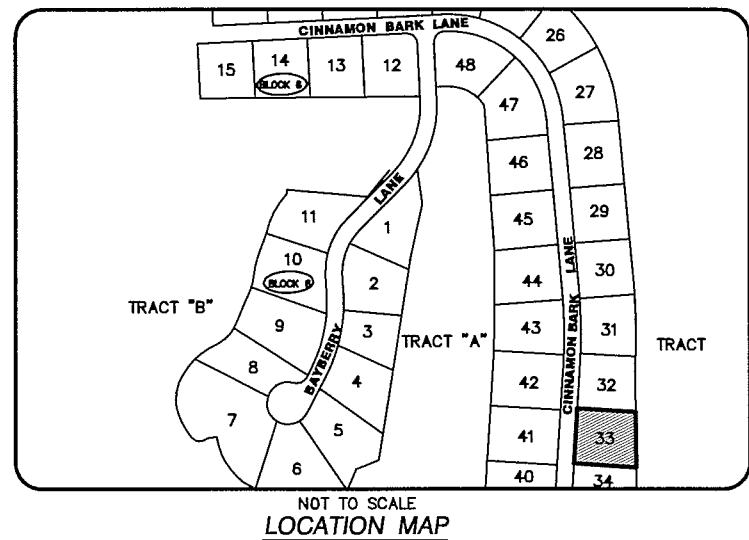 CINNAMON BARK LANE
26
15
14
13
12
48
BLOCK 6
27
47
28
46
LANE
11
1
45
29
10
BLOCK 6
2
44
30
LANE
TRACT "B"
9
3
TRACT "A"
43
31
TRACT
8
BAYBERRY
4
42
32
CINNAMON BARK
7
5
41
33
6
40
34
NOT TO SCALE
LOCATION MAP